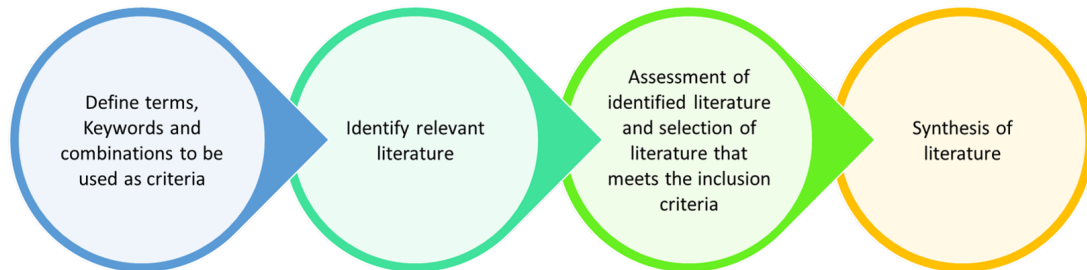 Define terms,
Keywords and
combinations to be
used as criteria
Identify relevant
literature
Assessment of
identified literature
and selection of
literature that
meets the inclusion
criteria
Synthesis of
literature